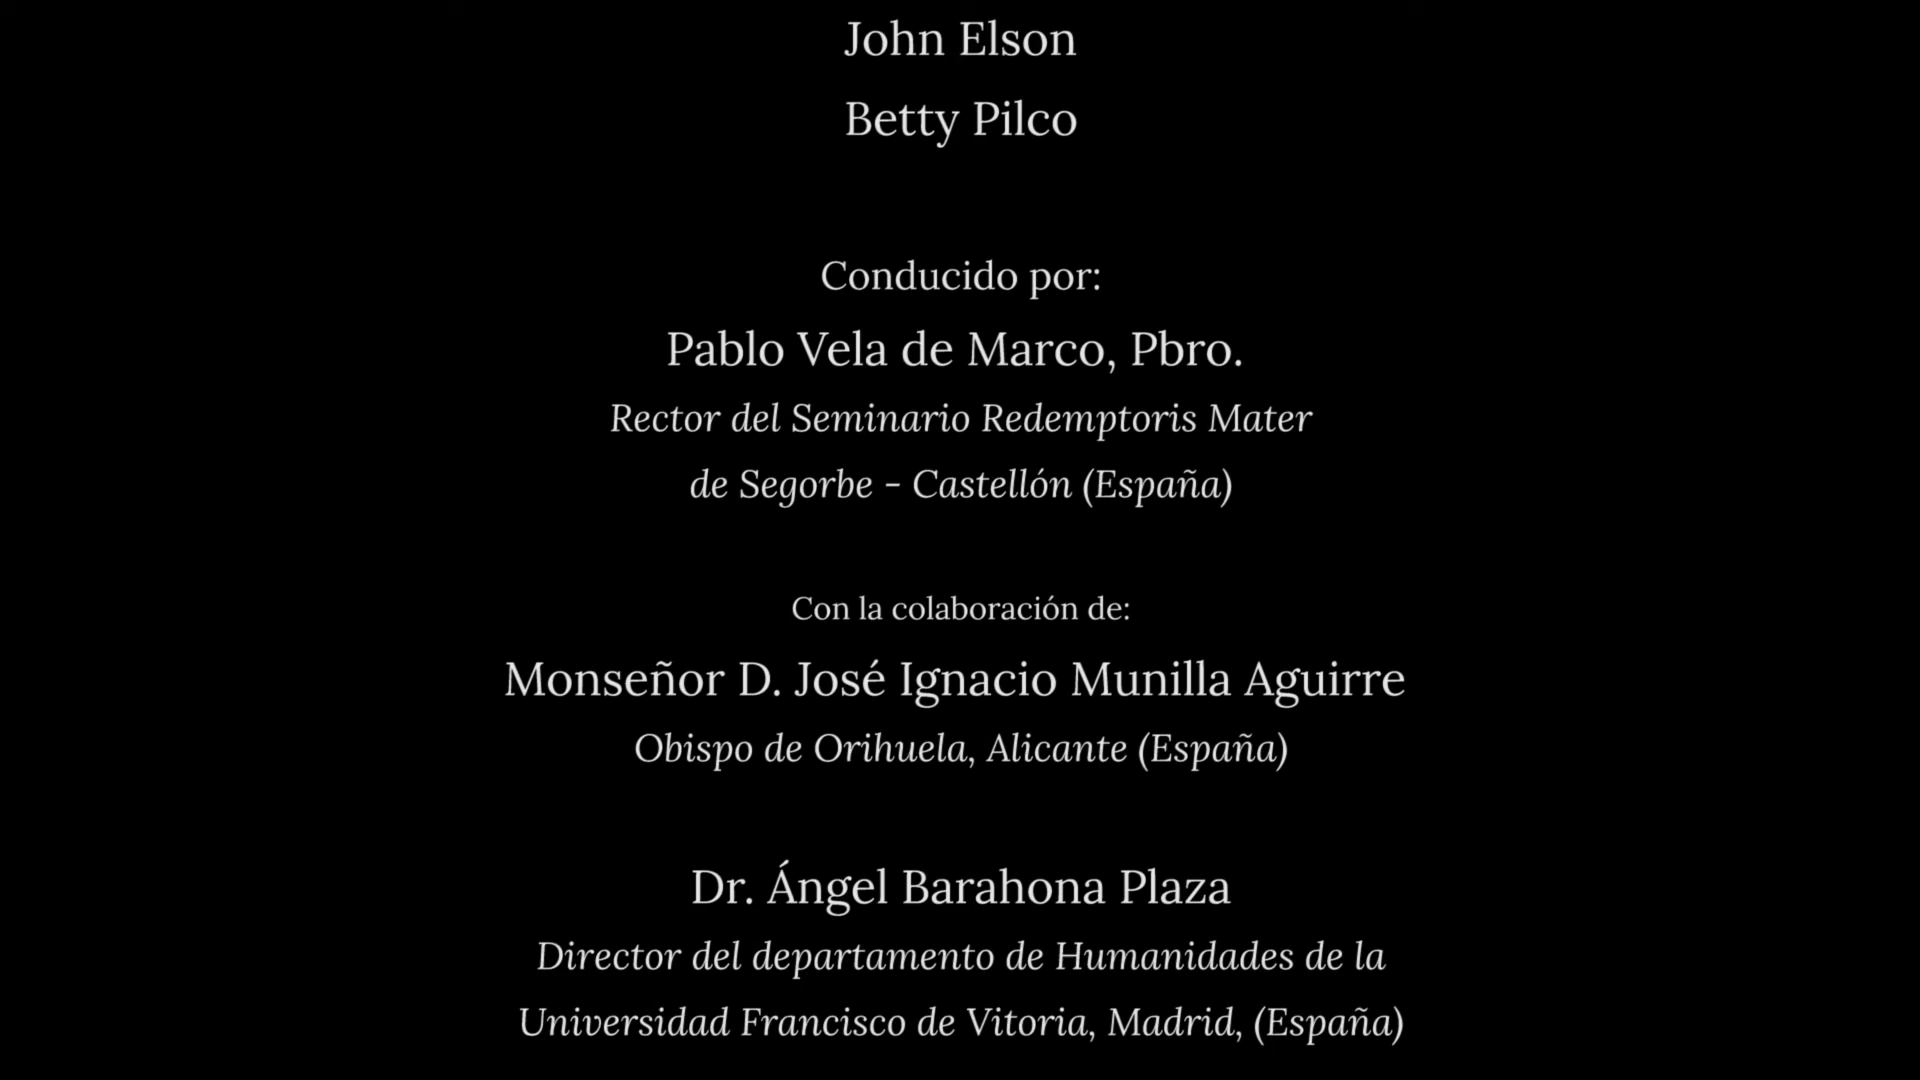 John Elson
Betty Pilco
Conducido por:
Pablo Vela de Marco, Pbro.
Rector del Seminario Redemptoris Mater
de Segorbe - Castellón (España)
Con la colaboración de:
Monseñor D. José Ignacio Munilla Aguirre
Obispo de Orihuela, Alicante (España)
Dr. Ángel Barahona Plaza
Director del departamento de Humanidades de la
Universidad Francisco de Vitoria, Madrid, (España)